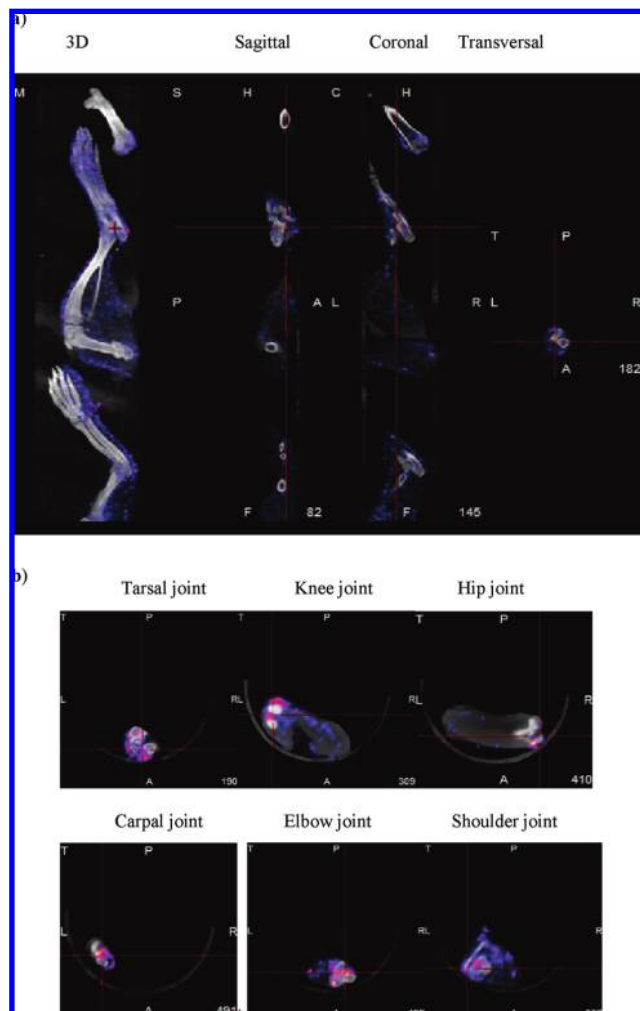 a)
3D Sagittal Coronal Transversal
M S H C H
T P
P A L R L R
A 182
F 82 F 145
b)
Tarsal joint Knee joint Hip joint
T P T P T P
L RL RL R
A 190 A 309 A 410
Carpal joint Elbow joint Shoulder joint
T P T P T P
L R L RL R
A 491 A A